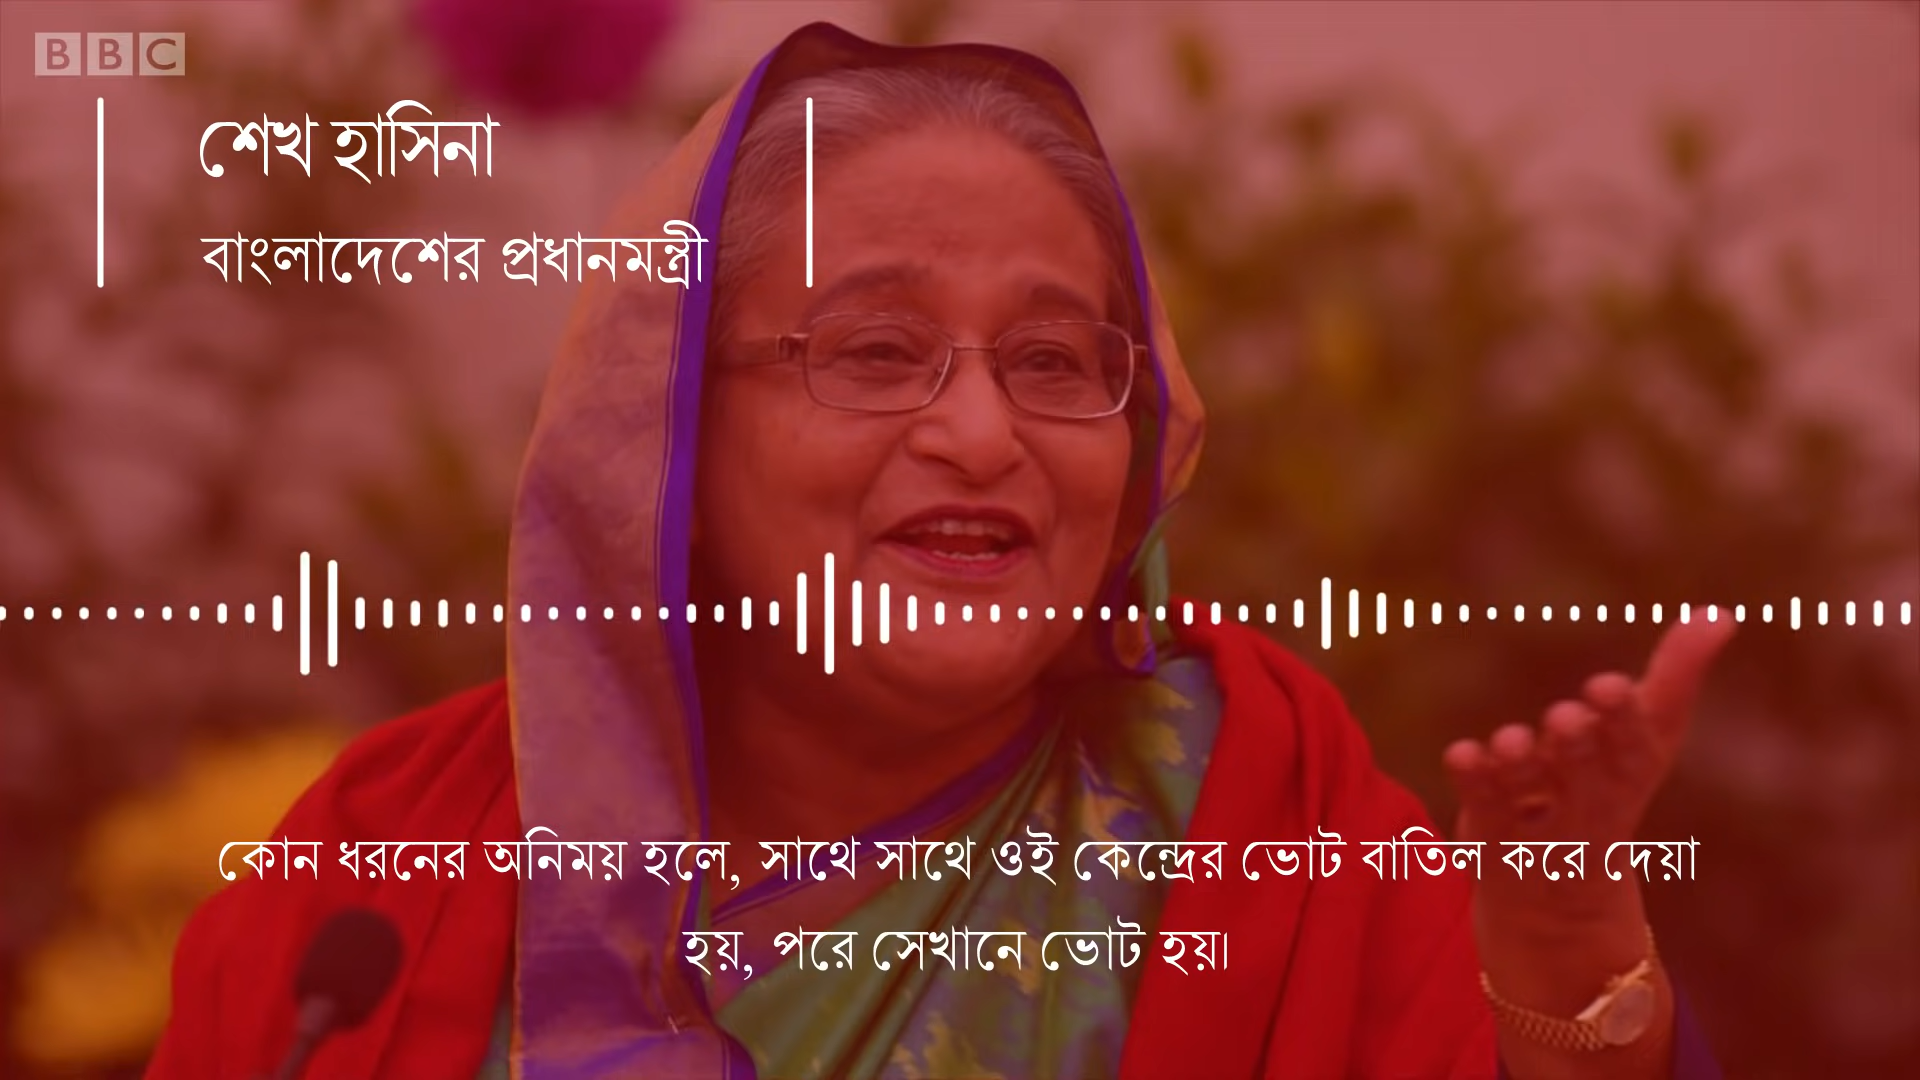 BBC
শেখ হাসিনা
বাংলাদেশের প্রধানমন্ত্রী
কোন ধরনের অনিময় হলে, সাথে সাথে ওই কেন্দ্রের ভোট বাতিল করে দেয়া
হয়, পরে সেখানে ভোট হয়।